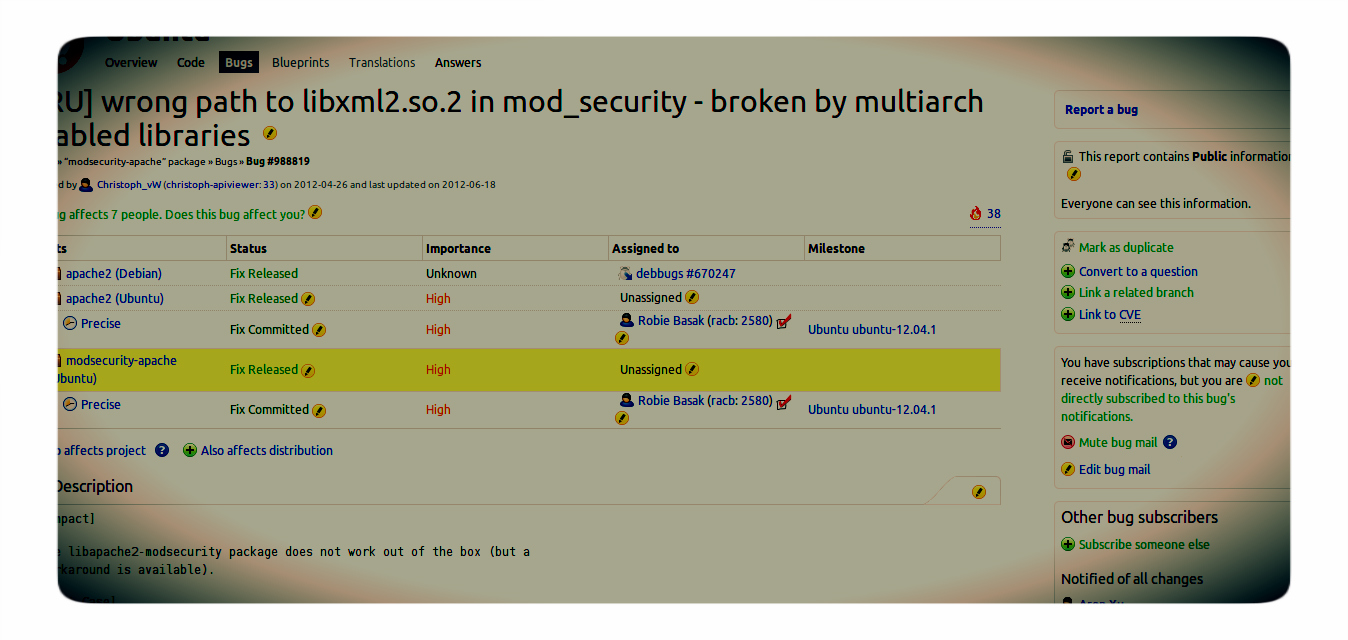 Overview Code Bugs Blueprints Translations Answers
RU] wrong path to libxml2.so.2 in mod_security - broken by multiarch
abled libraries
» "modsecurity-apache" package » Bugs » Bug #988819
d by Christoph_vW (christoph-apiviewer: 33) on 2012-04-26 and last updated on 2012-06-18
g affects 7 people. Does this bug affect you?
38
ts Status Importance Assigned to Milestone
apache2 (Debian) Fix Released Unknown debbugs #670247
apache2 (Ubuntu) Fix Released High Unassigned
Precise Fix Committed High Robie Basak (racb: 2580) Ubuntu ubuntu-12.04.1
modsecurity-apache
Ubuntu) Fix Released High Unassigned
Precise Fix Committed High Robie Basak (racb: 2580) Ubuntu ubuntu-12.04.1
o affects project Also affects distribution
Description
mpact]
e libapache2-modsecurity package does not work out of the box (but a
rkaround is available).
Report a bug
This report contains Public information
Everyone can see this information.
Mark as duplicate
Convert to a question
Link a related branch
Link to CVE
You have subscriptions that may cause you
receive notifications, but you are not
directly subscribed to this bug's
notifications.
Mute bug mail
Edit bug mail
Other bug subscribers
Subscribe someone else
Notified of all changes